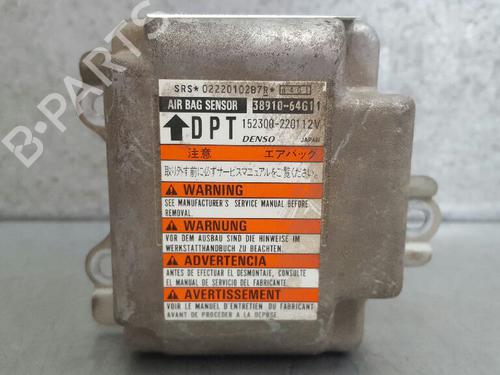 B-PARTS
SRS* 0222010287R*
AIR BAG SENSOR 38910-64G11
DPT 152300-22011 12V
DENSO JAPAN
注意 エアバック
取り外す前に必ずサービスマニュアルをご覧ください。
WARNING
SEE MANUFACTURER'S SERVICE MANUAL BEFORE
REMOVAL.
WARNUNG
VOR DEM AUSBAU SIND DIE HINWEISE IM
WERKSTATTHANDBUCH ZU BEACHTEN.
ADVERTENCIA
ANTES DE EFECTUAR EL DESMONTAJE, CONSULTE
EL MANUAL DE SERVICIO DEL FABRICANTE.
AVERTISSEMENT
VOIR LE MANUEL D'ENTRETIEN DU FABRICANT
AVANT DE PROCEDER A LA DEPOSE.